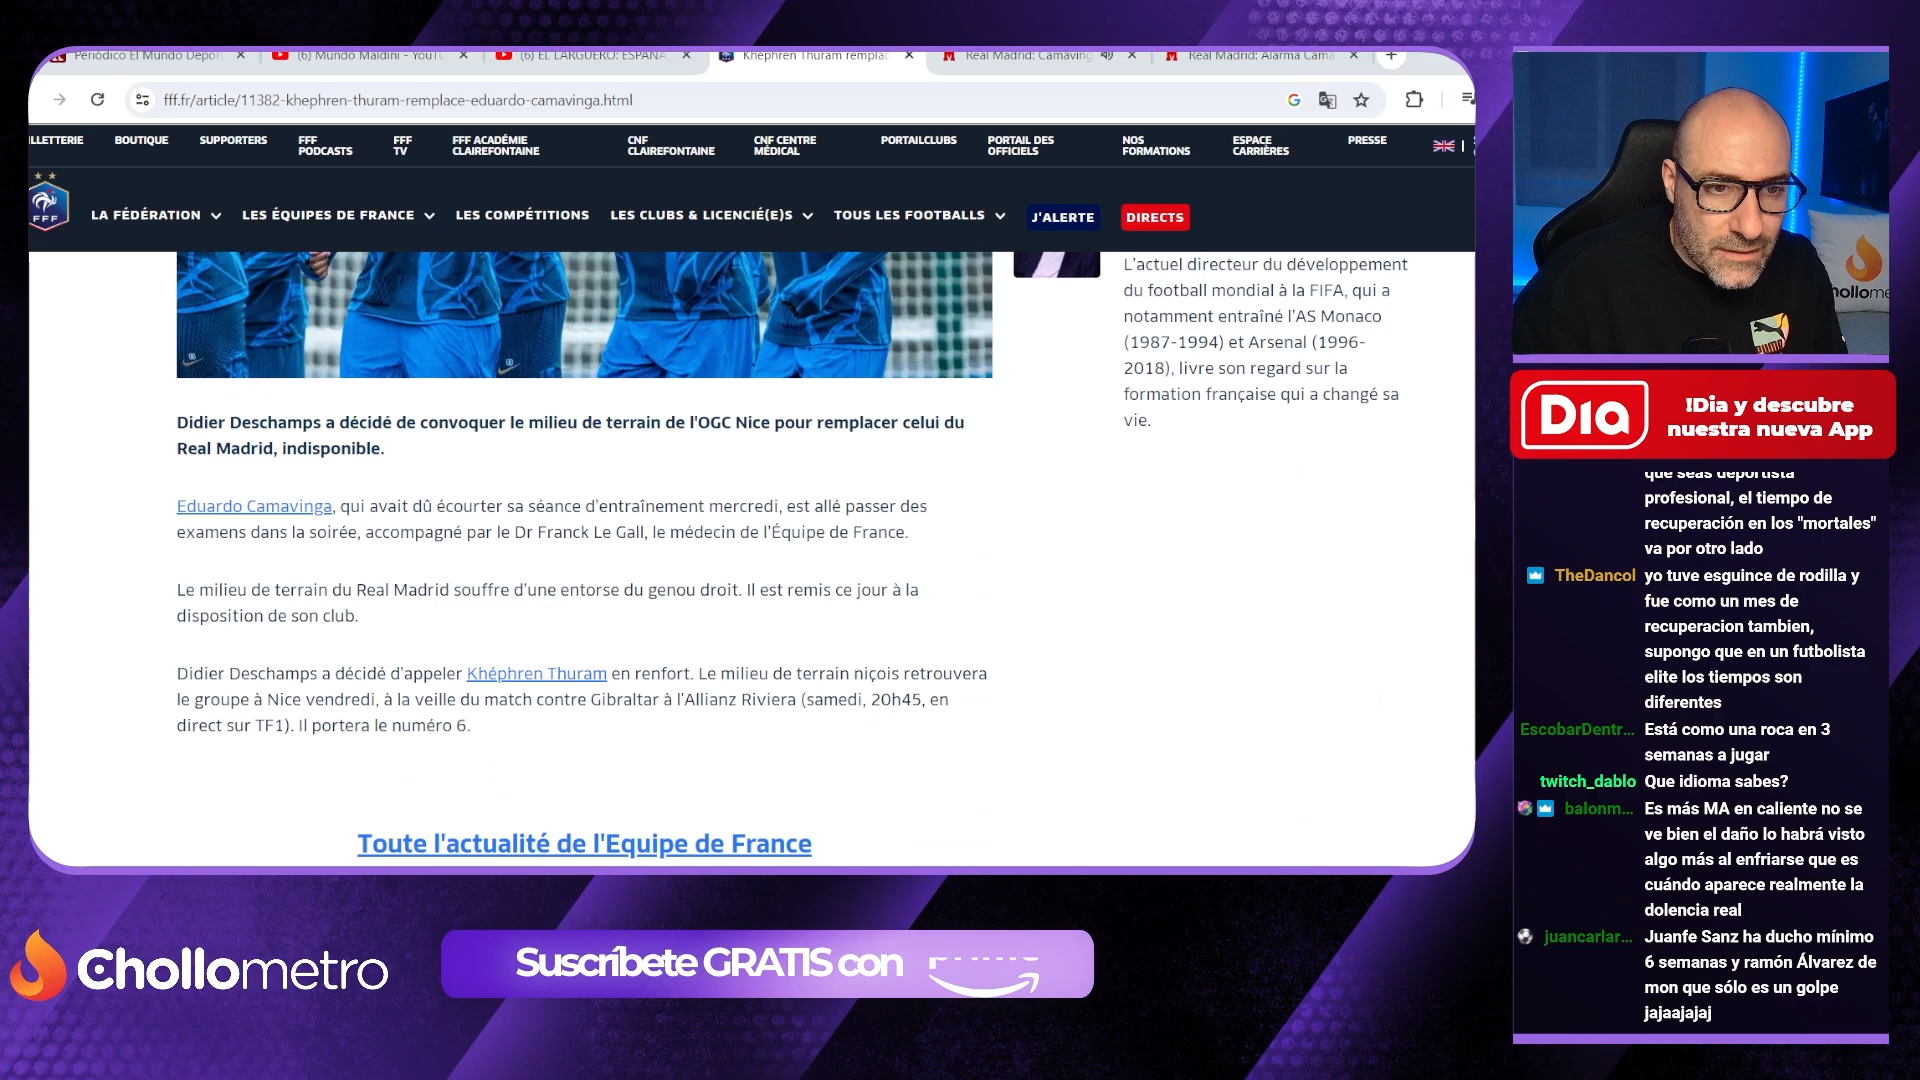 Periódico El Mundo Depor
(6) Mundo Maldini - YouTu
(6) EL LARGUERO: ESPAÑA
Khéphren Thuram remplac
Real Madrid: Camaving
Real Madrid: Alarma Cama
fff.fr/article/11382-khephren-thuram-remplace-eduardo-camavinga.html
ILLETTERIE
BOUTIQUE
SUPPORTERS
FFF
PODCASTS
FFF
TV
FFF ACADÉMIE
CLAIREFONTAINE
CNF
CLAIREFONTAINE
CNF CENTRE
MÉDICAL
PORTAILCLUBS
PORTAIL DES
OFFICIELS
NOS
FORMATIONS
ESPACE
CARRIÈRES
PRESSE
FFF
LA FÉDÉRATION
LES ÉQUIPES DE FRANCE
LES COMPÉTITIONS
LES CLUBS & LICENCIÉ(E)S
TOUS LES FOOTBALLS
J'ALERTE
DIRECTS
L'actuel directeur du développement
du football mondial à la FIFA, qui a
notamment entraîné l'AS Monaco
(1987-1994) et Arsenal (1996-
2018), livre son regard sur la
formation française qui a changé sa
vie.
Didier Deschamps a décidé de convoquer le milieu de terrain de l'OGC Nice pour remplacer celui du
Real Madrid, indisponible.
Eduardo Camavinga, qui avait dû écourter sa séance d'entraînement mercredi, est allé passer des
examens dans la soirée, accompagné par le Dr Franck Le Gall, le médecin de l'Équipe de France.
Le milieu de terrain du Real Madrid souffre d'une entorse du genou droit. Il est remis ce jour à la
disposition de son club.
Didier Deschamps a décidé d'appeler Khéphren Thuram en renfort. Le milieu de terrain niçois retrouvera
le groupe à Nice vendredi, à la veille du match contre Gibraltar à l'Allianz Riviera (samedi, 20h45, en
direct sur TF1). Il portera le numéro 6.
Toute l'actualité de l'Equipe de France
Chollometro
Suscríbete GRATIS con
hollome
Dia
!Dia y descubre
nuestra nueva App
que seas deportista
profesional, el tiempo de
recuperación en los "mortales"
va por otro lado
TheDancol yo tuve esguince de rodilla y
fue como un mes de
recuperacion tambien,
supongo que en un futbolista
elite los tiempos son
diferentes
EscobarDentr... Está como una roca en 3
semanas a jugar
twitch_dablo Que idioma sabes?
balonm... Es más MA en caliente no se
ve bien el daño lo habrá visto
algo más al enfriarse que es
cuándo aparece realmente la
dolencia real
juancarlar... Juanfe Sanz ha ducho mínimo
6 semanas y ramón Álvarez de
mon que sólo es un golpe
jajaajajaj